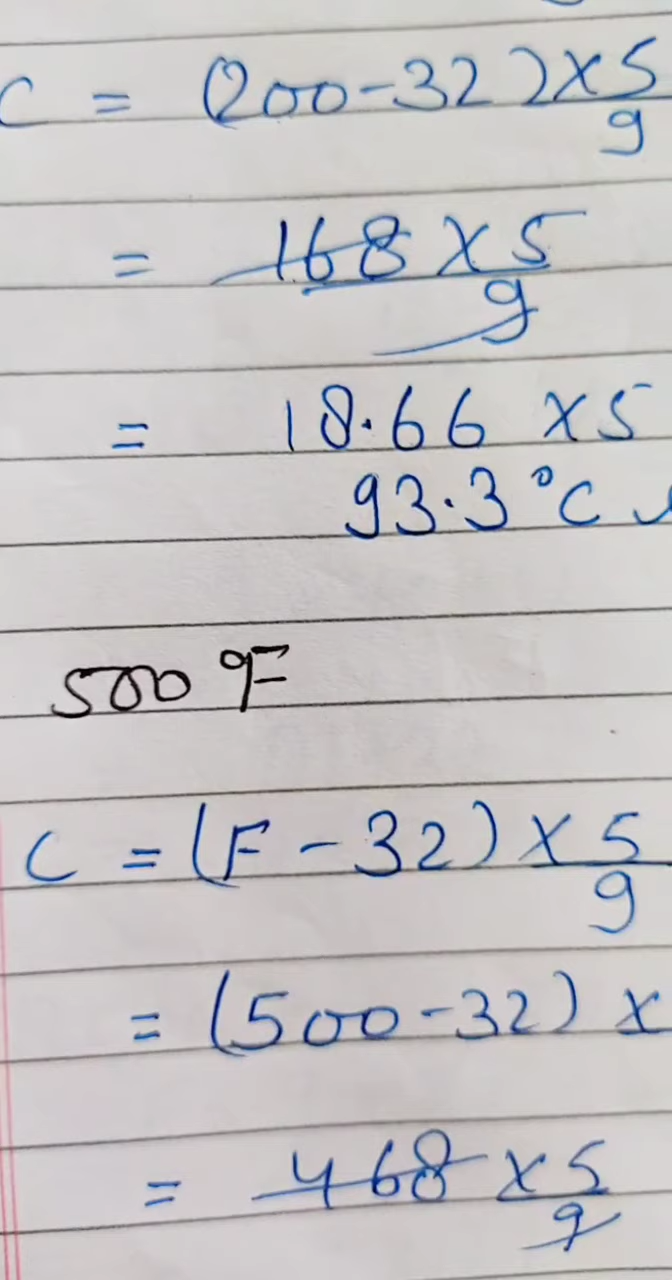 C = (200-32) × 5/9
= 168 × 5/9
= 18.66 × 5
93.3 °C
500 °F
C = (F - 32) × 5/9
= (500-32) ×
= 468 × 5/9